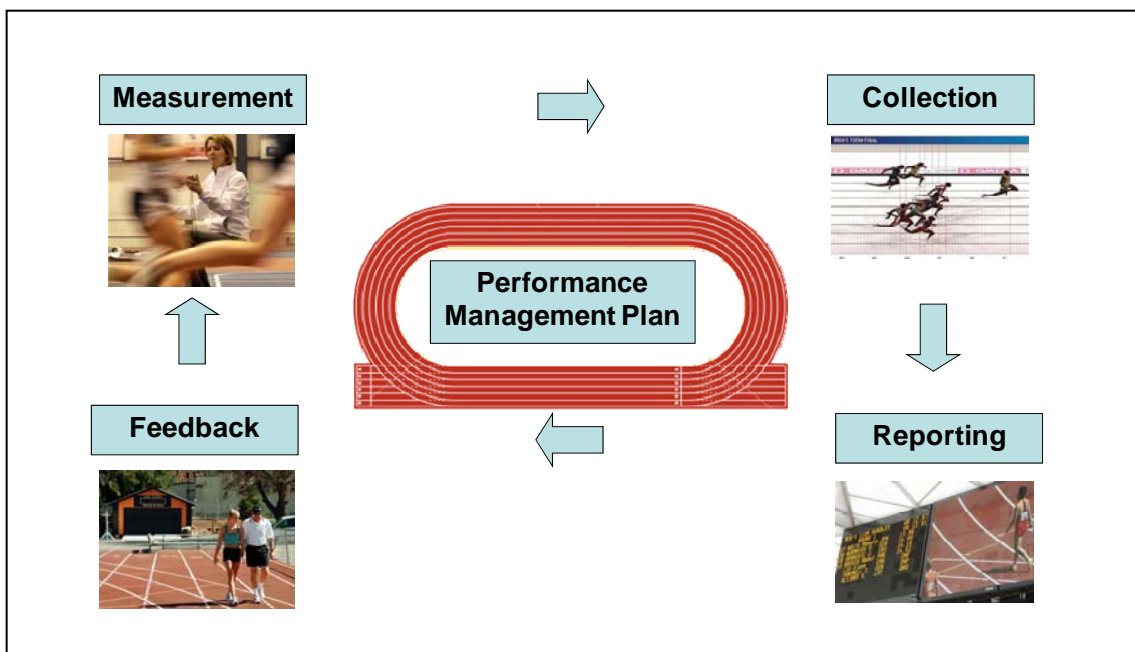 Measurement
Collection
Performance
Management Plan
Feedback
Reporting